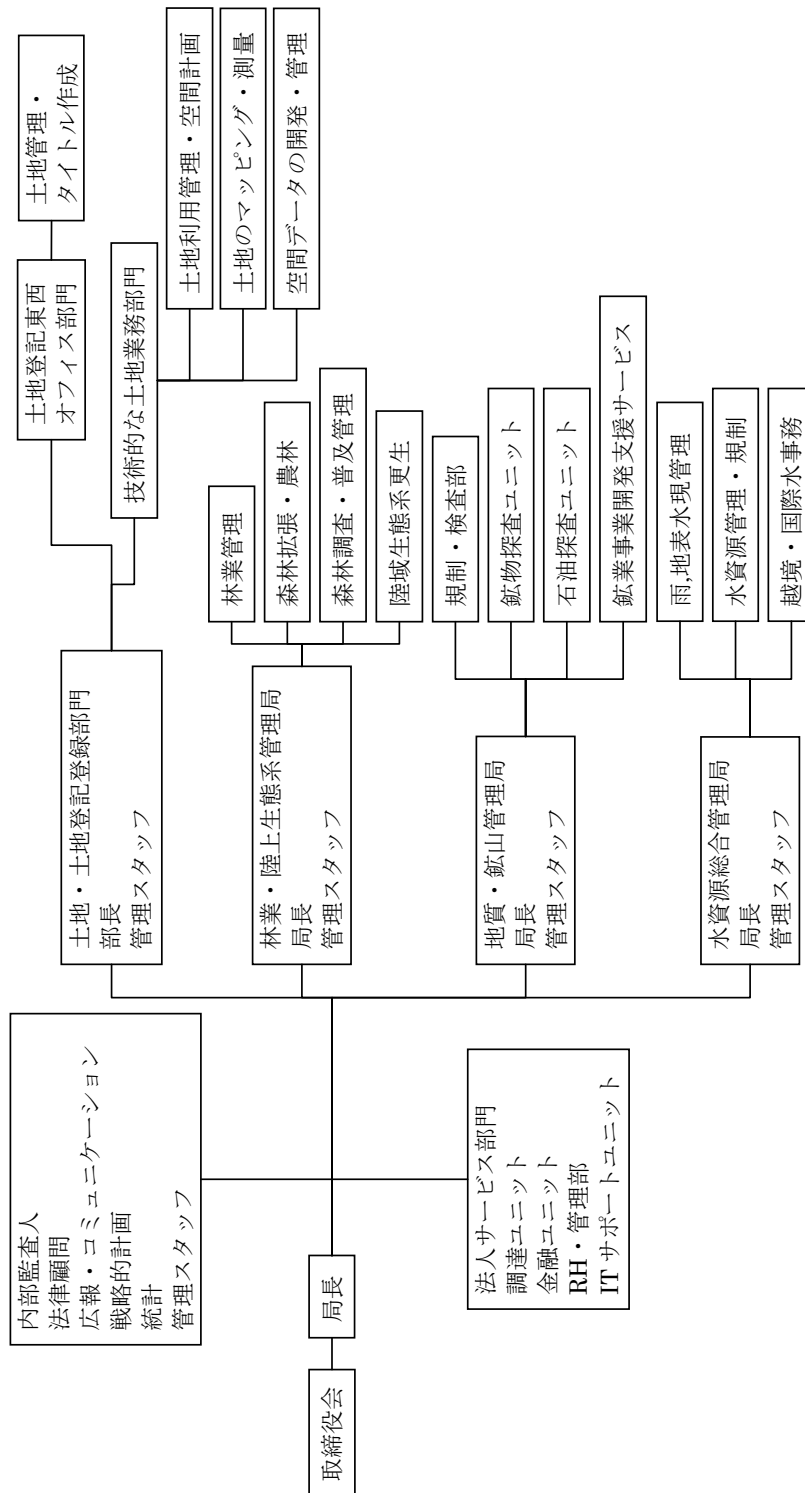 取締役会
局長
内部監査人
法律顧問
広報・コミュニケーション
戦略的計画
統計
管理スタッフ
法人サービス部門
調達ユニット
金融ユニット
RH・管理部
IT サポートユニット
土地・土地登記登録部門
部長
管理スタッフ
土地登記東西
オフィス部門
土地管理・
タイトル作成
技術的な土地業務部門
土地利用管理・空間計画
土地のマッピング・測量
空間データの開発・管理
林業・陸上生態系管理局
局長
管理スタッフ
林業管理
森林拡張・農林
森林調査・普及管理
陸域生態系更生
地質・鉱山管理局
局長
管理スタッフ
規制・検査部
鉱物探査ユニット
石油探査ユニット
鉱業事業開発支援サービス
水資源総合管理局
局長
管理スタッフ
雨,地表水現管理
水資源管理・規制
越境・国際水事務